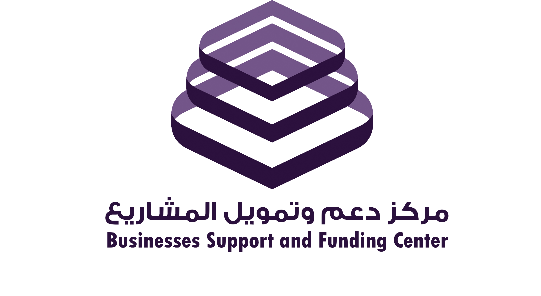 مركز دعم وتمويل المشاريع
Businesses Support and Funding Center